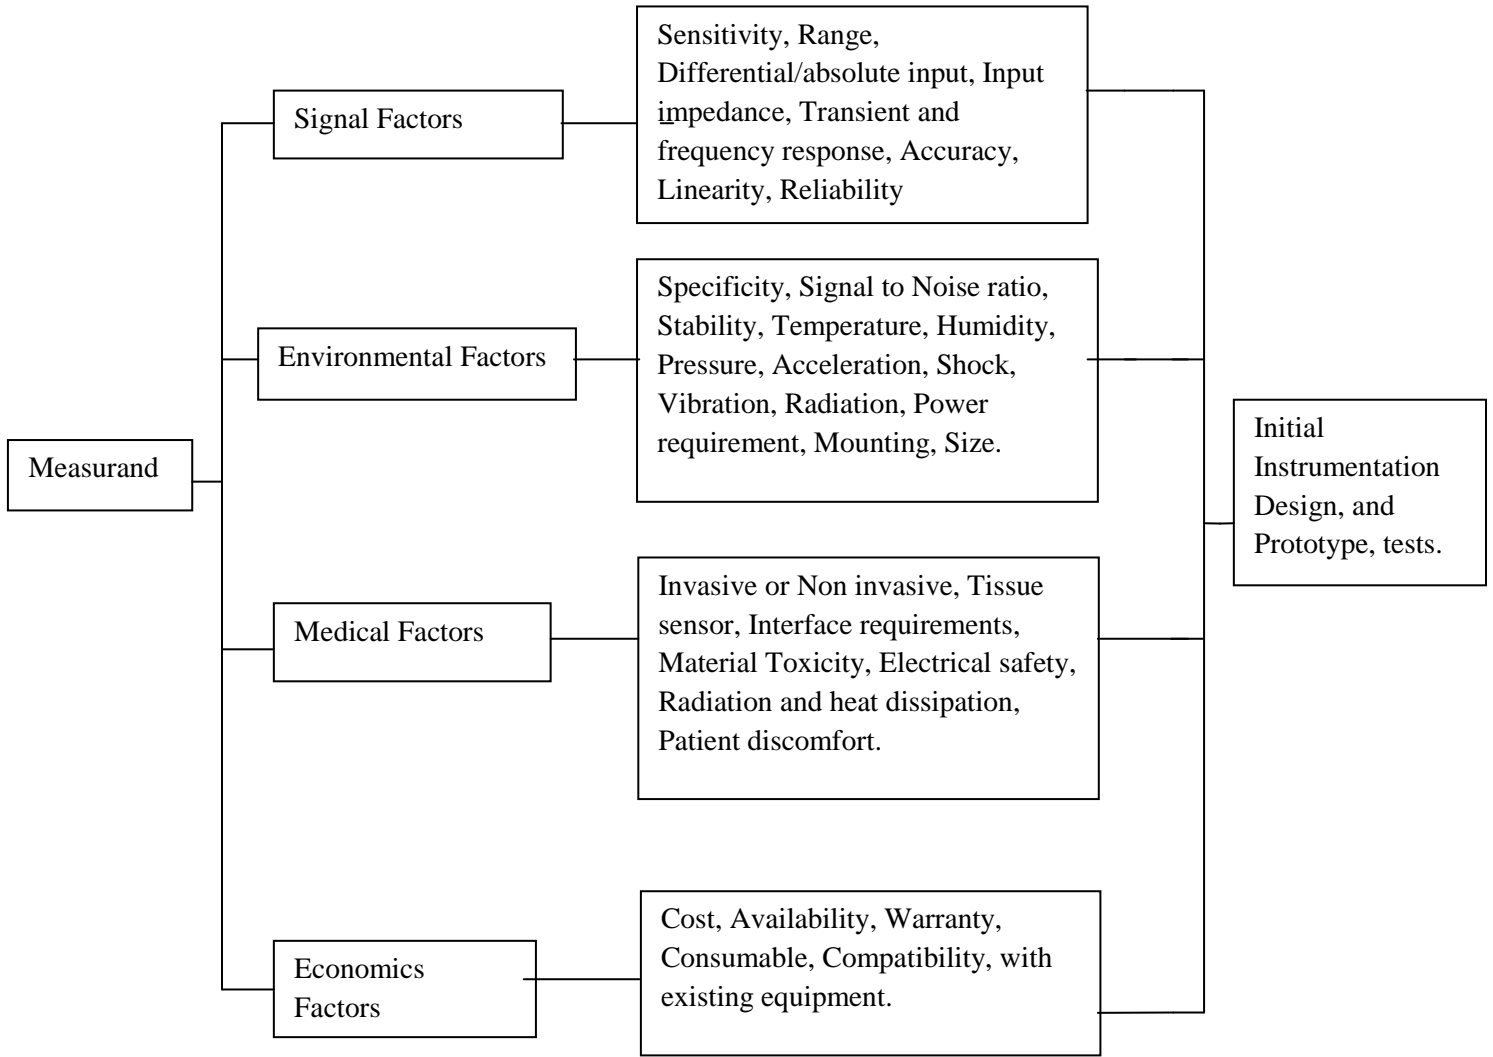 Measurand
Signal Factors
Sensitivity, Range,
Differential/absolute input, Input
impedance, Transient and
frequency response, Accuracy,
Linearity, Reliability
Environmental Factors
Specificity, Signal to Noise ratio,
Stability, Temperature, Humidity,
Pressure, Acceleration, Shock,
Vibration, Radiation, Power
requirement, Mounting, Size.
Medical Factors
Invasive or Non invasive, Tissue
sensor, Interface requirements,
Material Toxicity, Electrical safety,
Radiation and heat dissipation,
Patient discomfort.
Economics
Factors
Cost, Availability, Warranty,
Consumable, Compatibility, with
existing equipment.
Initial
Instrumentation
Design, and
Prototype, tests.